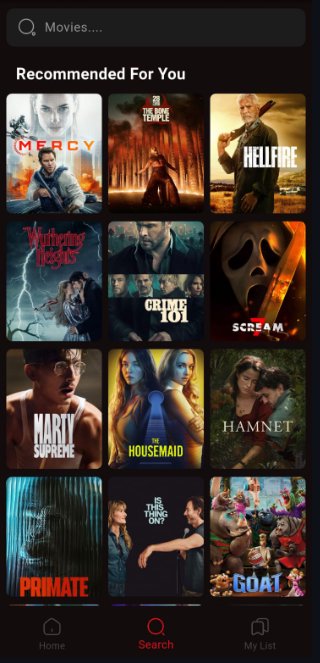 Movies....
Recommended For You
MERCY
28
THE BONE
TEMPLE
HELLFIRE
Wuthering
Heights
CRIME
101
SCREAM
7
MARTY
SUPREME
THE
HOUSEMAID
HAMNET
PRIMATE
IS
THIS
THING
ON?
GOAT
Home
Search
My List